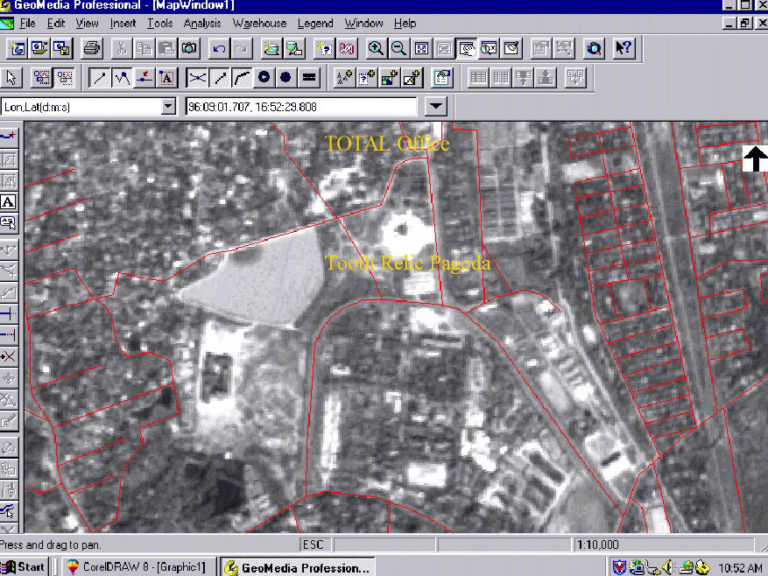 GeoMedia Professional - [MapWindow1]
File Edit View Insert Tools Analysis Warehouse Legend Window Help
Lon,Lat(d:m:s) 96:09:01.707, 16:52:29.808
TOTAL Office
Tooth Relic Pagoda
Press and drag to pan. ESC 1:10,000
Start CorelDRAW 8 - [Graphic1] GeoMedia Profession... 10:52 AM